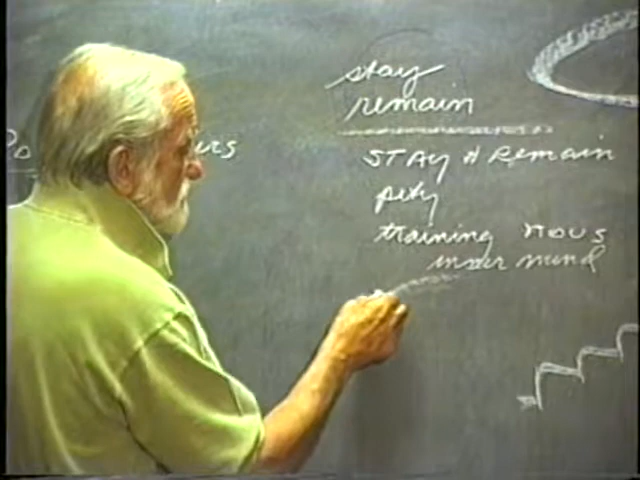 stay
remain
STAY & REMAIN
pity
training nous
inner mind